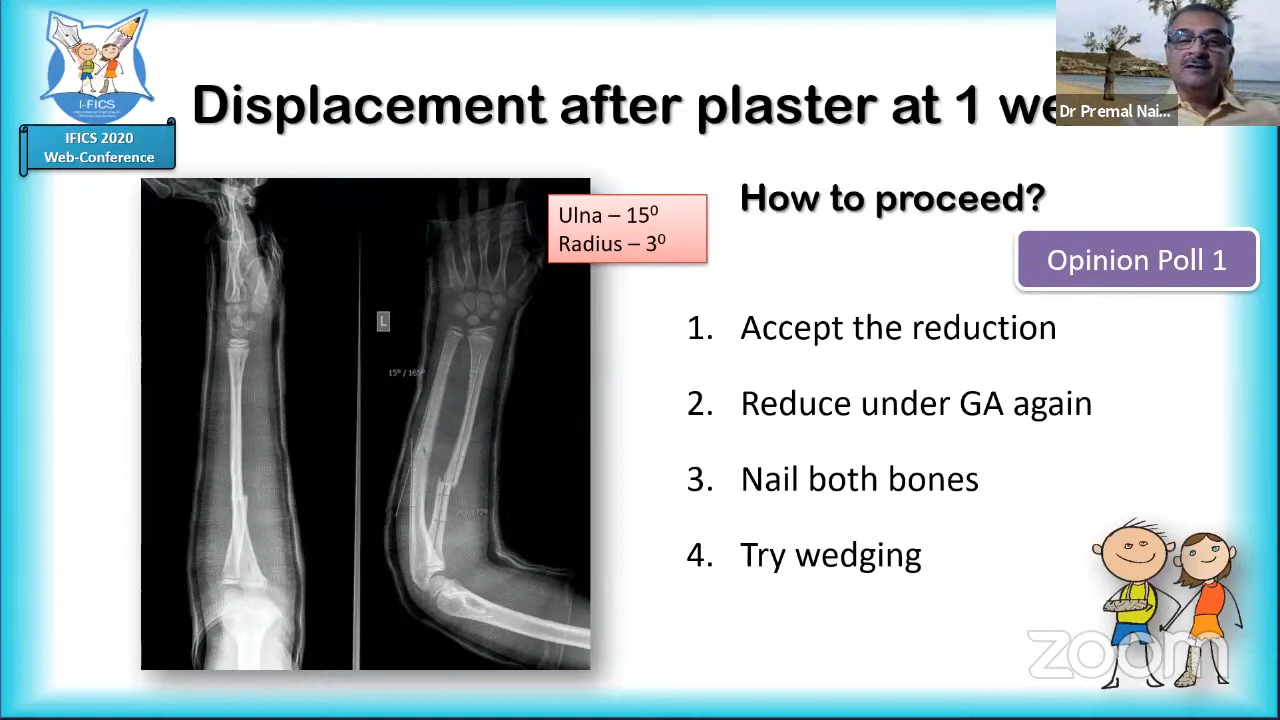 I-FICS
IFICS 2020
Web-Conference
Displacement after plaster at 1 we
Dr Premal Nai...
How to proceed?
Ulna – 15⁰
Radius – 3⁰
Opinion Poll 1
L
15° / 165°
1. Accept the reduction
2. Reduce under GA again
3. Nail both bones
4. Try wedging
zoom